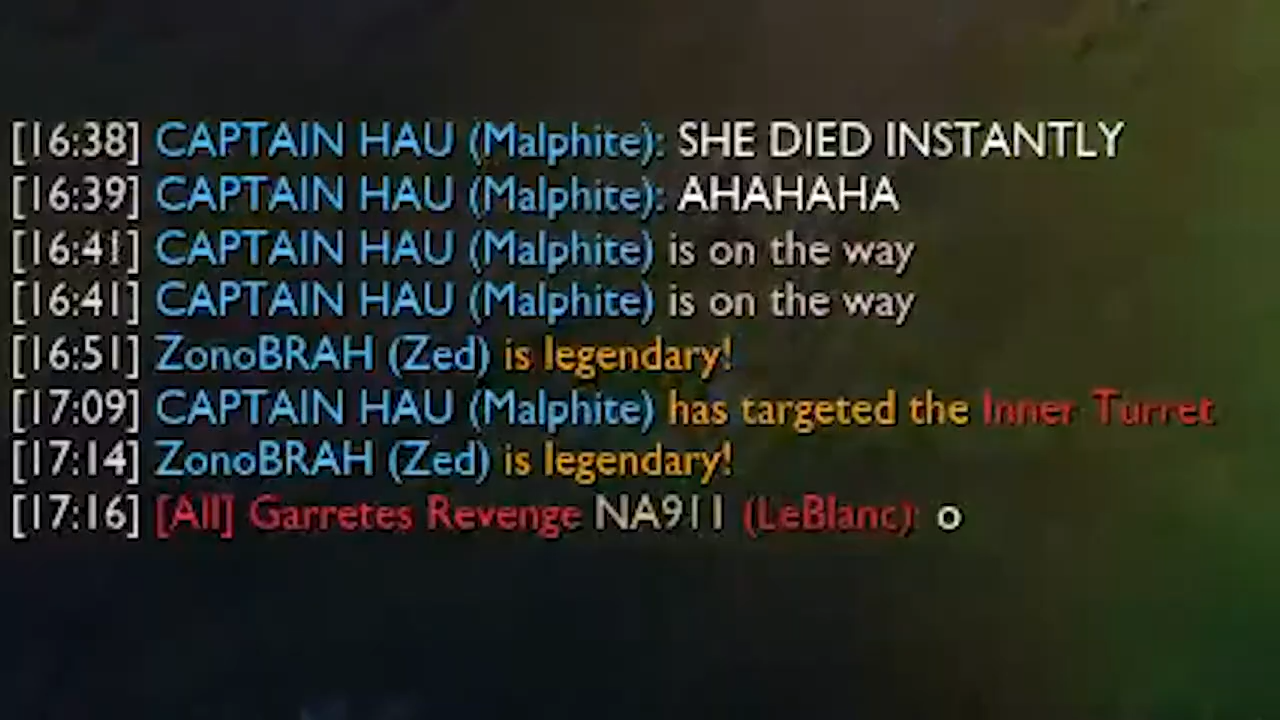 [16:38] CAPTAIN HAU (Malphite): SHE DIED INSTANTLY
[16:39] CAPTAIN HAU (Malphite): AHAHAHA
[16:41] CAPTAIN HAU (Malphite) is on the way
[16:41] CAPTAIN HAU (Malphite) is on the way
[16:51] ZonoBRAH (Zed) is legendary!
[17:09] CAPTAIN HAU (Malphite) has targeted the Inner Turret
[17:14] ZonoBRAH (Zed) is legendary!
[17:16] [All] Garretes Revenge NA911 (LeBlanc): o